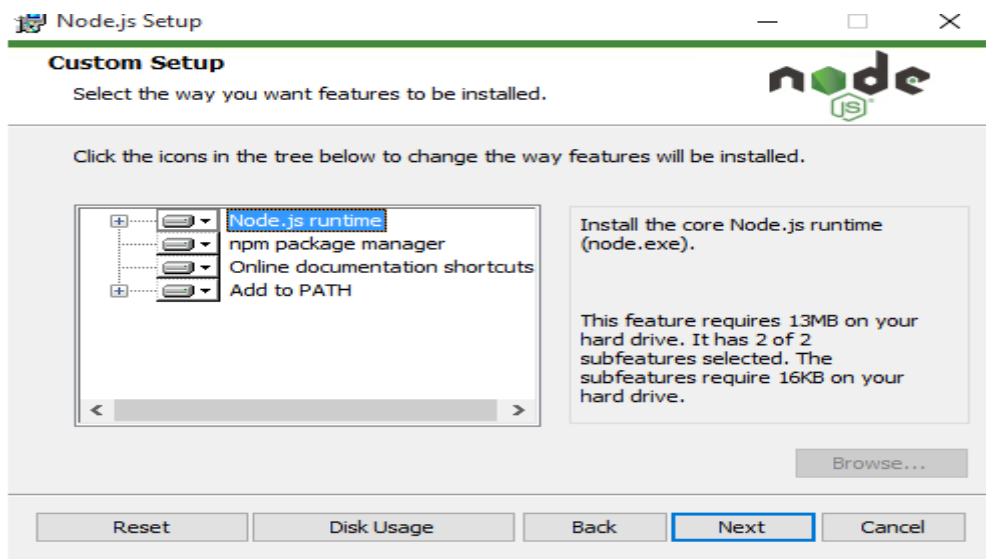 Node.js Setup
Custom Setup
Select the way you want features to be installed.
node
JS
Click the icons in the tree below to change the way features will be installed.
Node.js runtime
npm package manager
Online documentation shortcuts
Add to PATH
Install the core Node.js runtime
(node.exe).
This feature requires 13MB on your
hard drive. It has 2 of 2
subfeatures selected. The
subfeatures require 16KB on your
hard drive.
Browse...
Reset
Disk Usage
Back
Next
Cancel